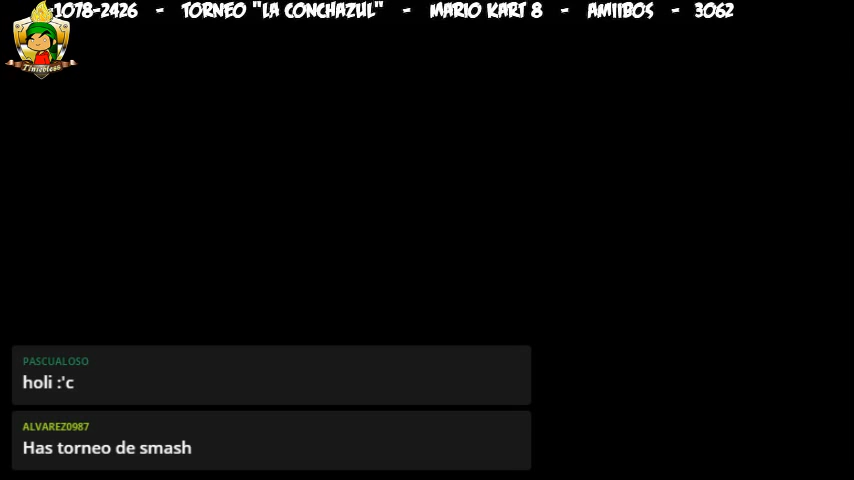 1078-2426 - TORNEO "LA CONCHAZUL" - MARIO KART 8 - AMIIBOS - 3062
PASCUALOSO
holi :'c
ALVAREZ0987
Has torneo de smash